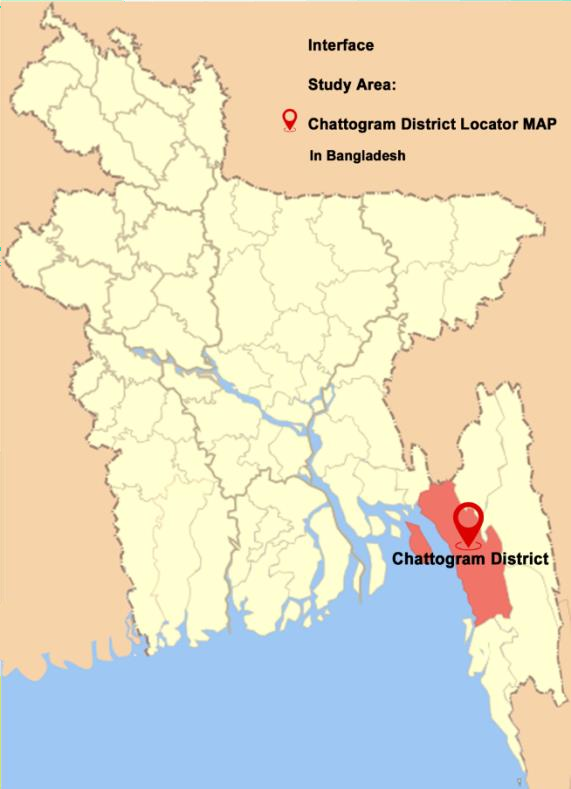 Interface
Study Area:
Chattogram District Locator MAP
In Bangladesh
Chattogram District